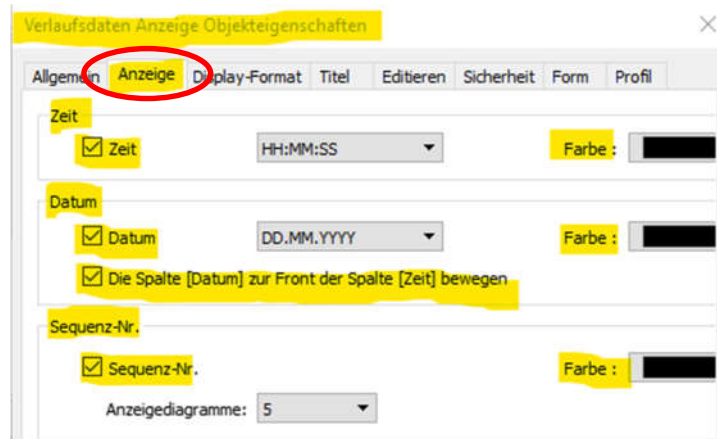 Verlaufsdaten Anzeige Objekteigenschaften
Allgemein Anzeige Display-Format Titel Editieren Sicherheit Form Profil
Zeit
Zeit HH:MM:SS Farbe :
Datum
Datum DD.MM.YYYY Farbe :
Die Spalte [Datum] zur Front der Spalte [Zeit] bewegen
Sequenz-Nr.
Sequenz-Nr. Farbe :
Anzeigediagramme: 5